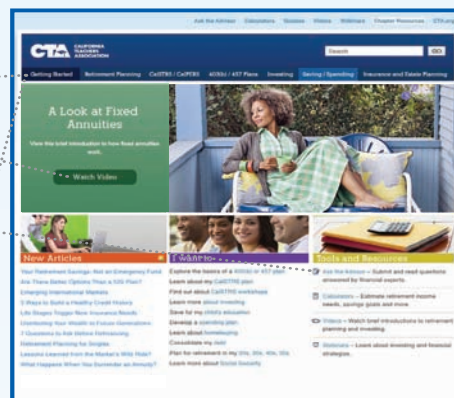 Ask the Advisor Calculators Quizzes Videos Webinars Chapter Resources CTA.org
CTA CALIFORNIA
TEACHERS
ASSOCIATION
Search GO
Getting Started Retirement Planning CalSTRS / CalPERS 403(b) / 457 Plans Investing Saving / Spending Insurance and Estate Planning
A Look at Fixed
Annuities
View this brief introduction to how fixed annuities
work.
Watch Video
New Articles
Your Retirement Savings: Not an Emergency Fund
Are There Better Options Than a 529 Plan?
Emerging International Markets
5 Ways to Build a Healthy Credit History
Life Stages Trigger New Insurance Needs
Your Wealth to Future Generations
7 Questions to Ask Before Refinancing
Retirement Planning for Singles
Lessons Learned from the Market's Wild Ride?
What Happens When You Surrender an Annuity?
I want to
Explore the basics of a 403(b) or 457 plan
Learn about my CalSTRS plan
Find out about CalSTRS workshops
Learn more about investing
Save for my child's education
Develop a spending plan
Learn about homebuying
Consolidate my debt
Plan for retirement in my 20s, 30s, 40s, 50s
Learn more about Social Security
Tools and Resources
Ask the Advisor – Submit and read questions
answered by financial experts.
Calculators – Estimate retirement income
needs, savings goals and more.
Videos – Watch brief introductions to retirement
planning and investing.
– Learn about investing and financial
strategies.